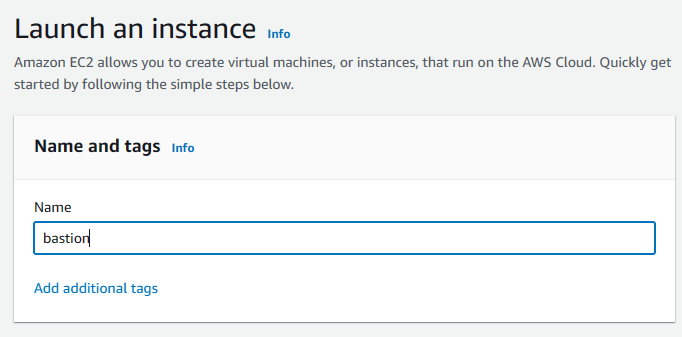 Launch an instance Info
Amazon EC2 allows you to create virtual machines, or instances, that run on the AWS Cloud. Quickly get
started by following the simple steps below.
Name and tags Info
Name
bastion
Add additional tags